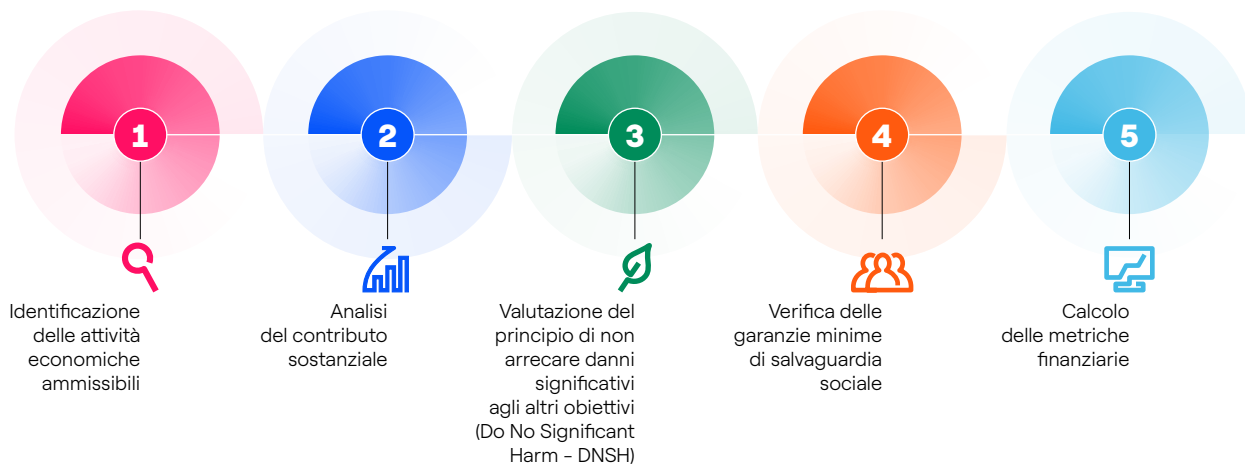 1
Identificazione
delle attività
economiche
ammissibili
2
Analisi
del contributo
sostanziale
3
Valutazione del
principio di non
arrecare danni
significativi
agli altri obiettivi
(Do No Significant
Harm – DNSH)
4
Verifica delle
garanzie minime
di salvaguardia
sociale
5
Calcolo
delle metriche
finanziarie